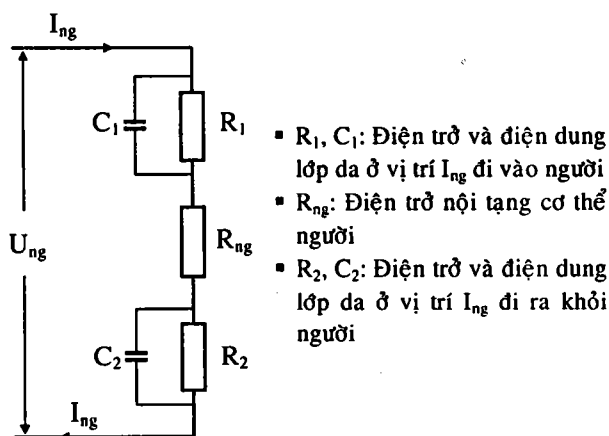 I_ng
C₁
R₁
R_ng
U_ng
C₂
R₂
I_ng
▪ R₁, C₁: Điện trở và điện dung
lớp da ở vị trí I_ng đi vào người
▪ R_ng: Điện trở nội tạng cơ thể
người
▪ R₂, C₂: Điện trở và điện dung
lớp da ở vị trí I_ng đi ra khỏi
người